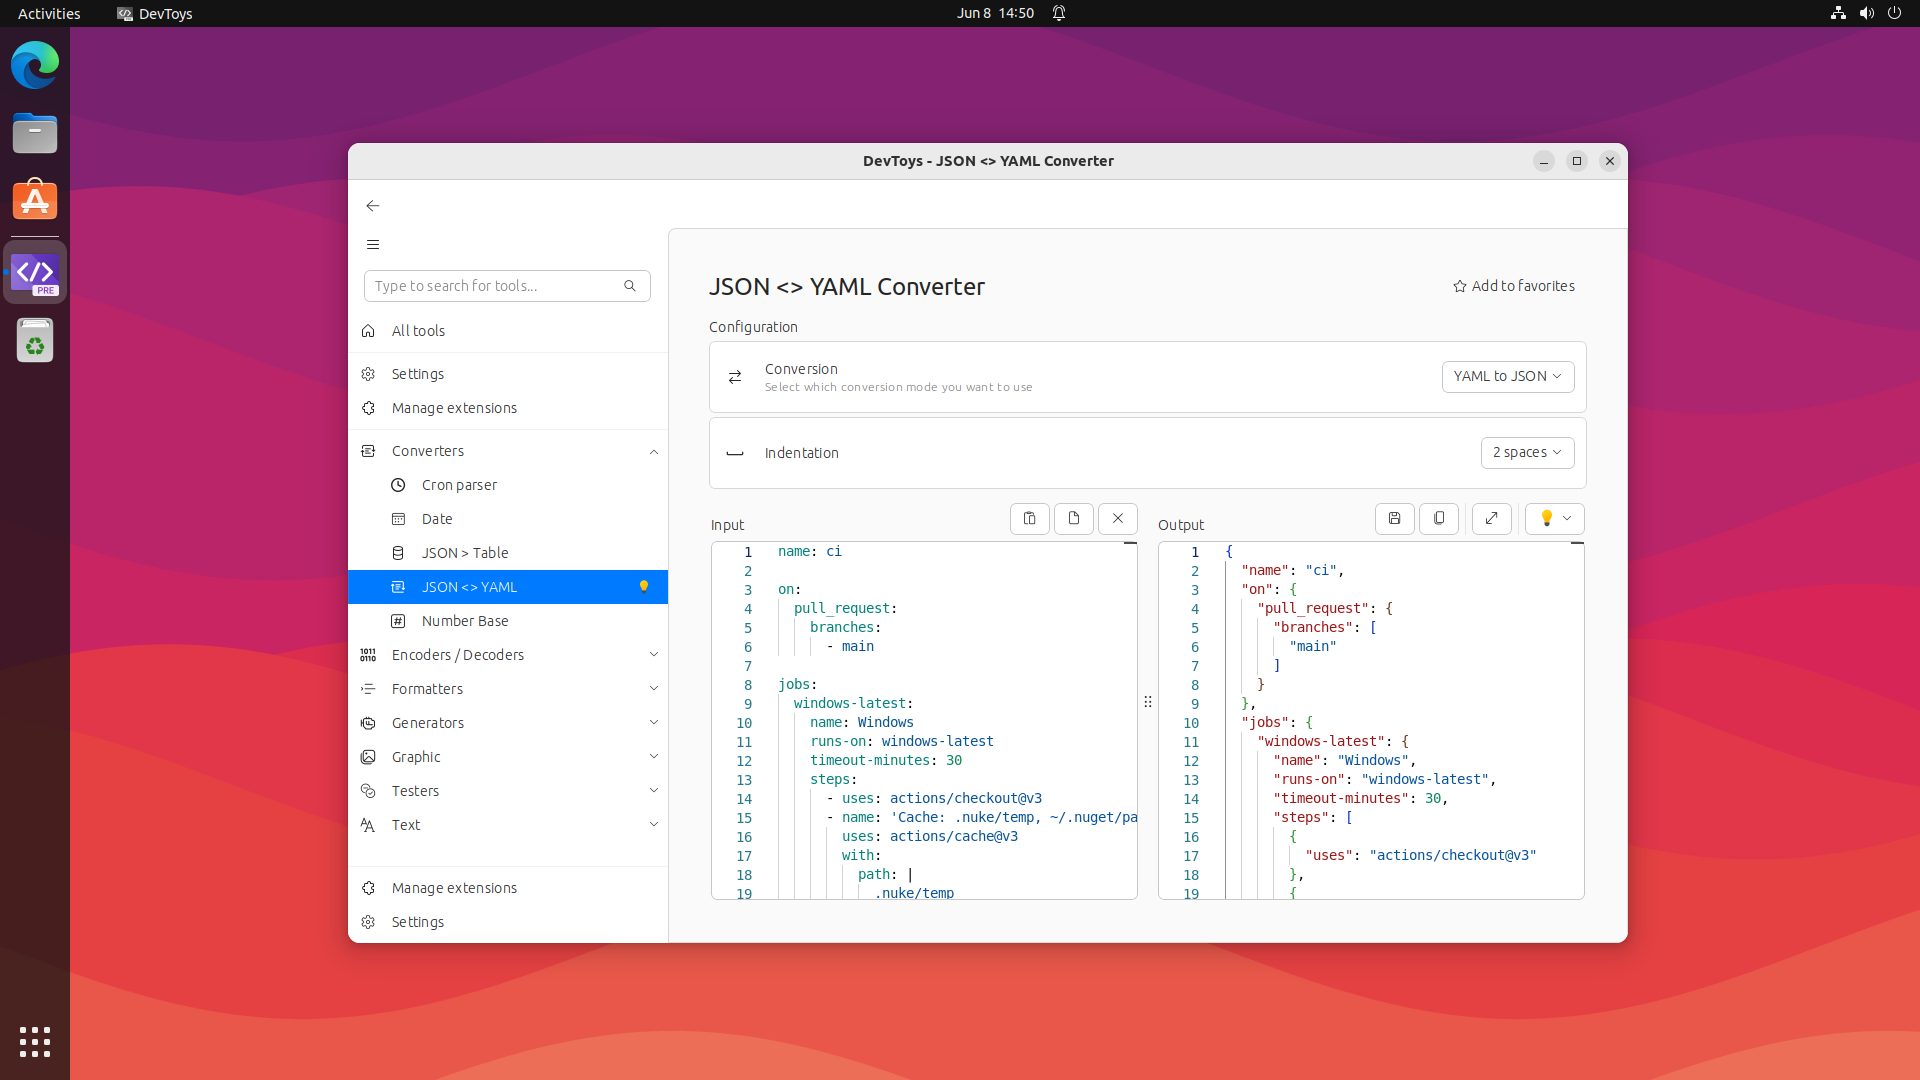 Activities
DevToys
Jun 8 14:50
PRE
DevToys - JSON <> YAML Converter
Type to search for tools...
All tools
Settings
Manage extensions
Converters
Cron parser
Date
JSON > Table
JSON <> YAML
Number Base
Encoders / Decoders
Formatters
Generators
Graphic
Testers
Text
Manage extensions
Settings
JSON <> YAML Converter
Add to favorites
Configuration
Conversion
Select which conversion mode you want to use
YAML to JSON
Indentation
2 spaces
Input
1 name: ci
2
3 on:
4 pull_request:
5 branches:
6 - main
7
8 jobs:
9 windows-latest:
10 name: Windows
11 runs-on: windows-latest
12 timeout-minutes: 30
13 steps:
14 - uses: actions/checkout@v3
15 - name: 'Cache: .nuke/temp, ~/.nuget/pa
16 uses: actions/cache@v3
17 with:
18 path: |
19 .nuke/temp
Output
1 {
2 "name": "ci",
3 "on": {
4 "pull_request": {
5 "branches": [
6 "main"
7 ]
8 }
9 },
10 "jobs": {
11 "windows-latest": {
12 "name": "Windows",
13 "runs-on": "windows-latest",
14 "timeout-minutes": 30,
15 "steps": [
16 {
17 "uses": "actions/checkout@v3"
18 },
19 {